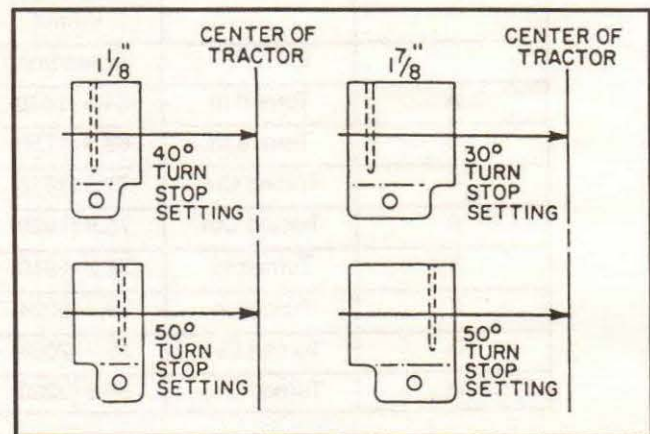 1 1/8"
CENTER OF
TRACTOR
1 7/8"
CENTER OF
TRACTOR
40°
TURN
STOP
SETTING
30°
TURN
STOP
SETTING
50°
TURN
STOP
SETTING
50°
TURN
STOP
SETTING